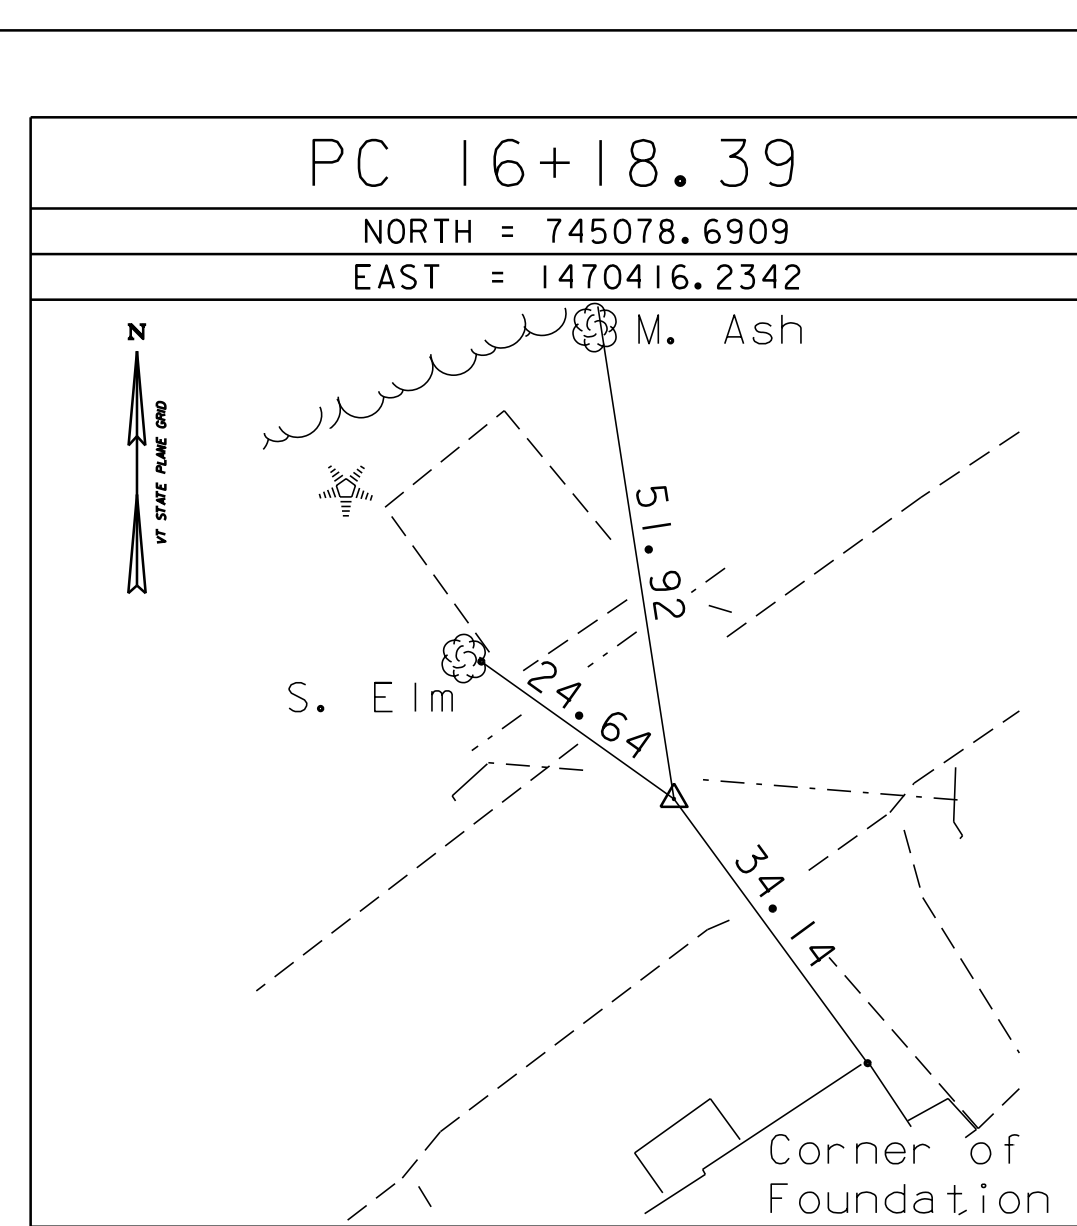 PC 16+18.39
NORTH = 745078.6909
EAST = 1470416.2342
N
VT STATE PLANE GRID
M. Ash
51.92
S. Elm
24.64
34.14
Corner of
Foundation